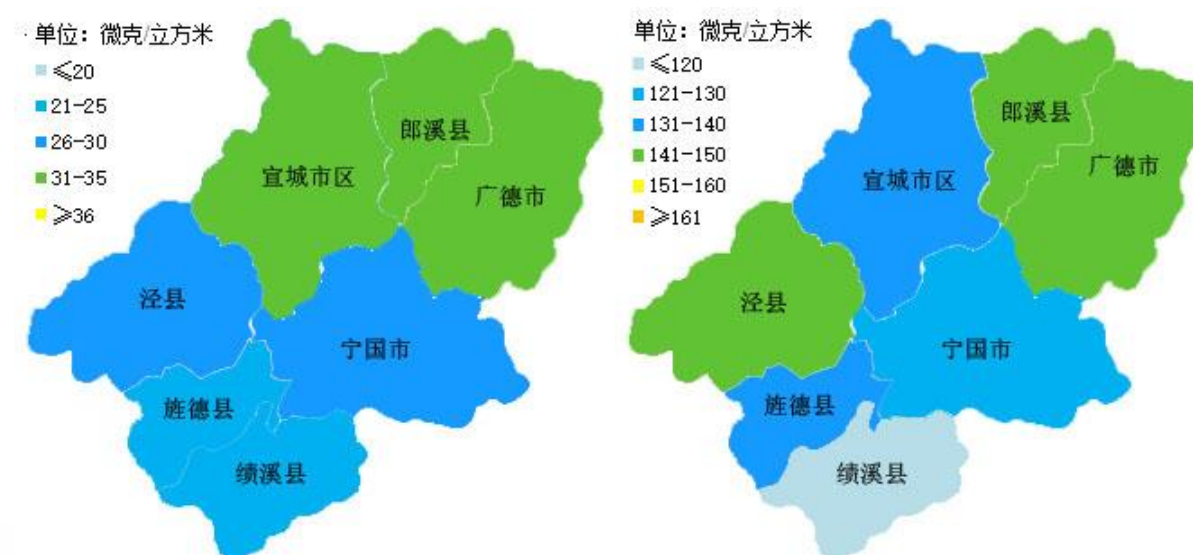 · 单位：微克/立方米
≤20
21-25
26-30
31-35
≥36
郎溪县
宣城市区
广德市
泾县
宁国市
旌德县
绩溪县
单位：微克/立方米
≤120
121-130
131-140
141-150
151-160
≥161
郎溪县
广德市
宣城市区
泾县
宁国市
旌德县
绩溪县